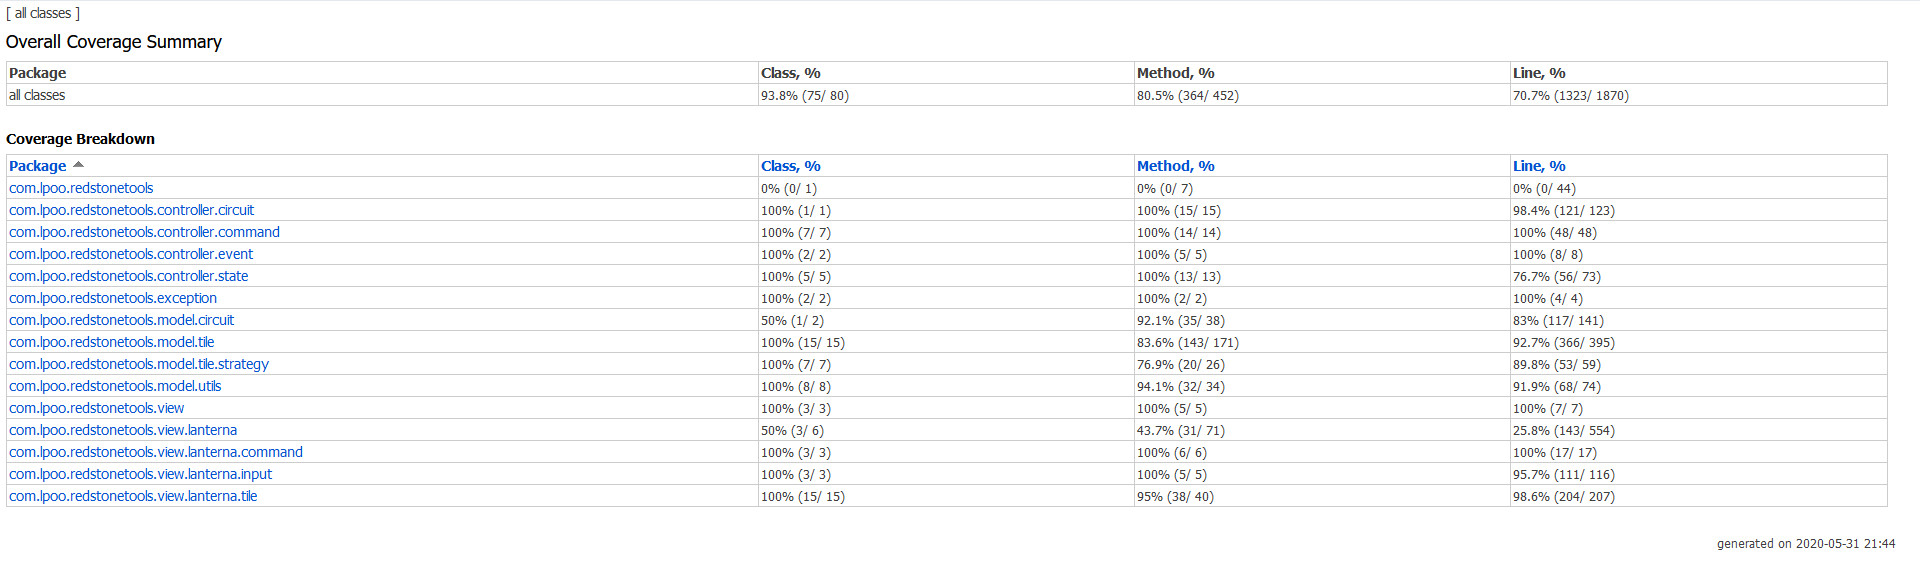 [ all classes ]
Overall Coverage Summary
Package Class, % Method, % Line, %
all classes 93.8% (75/ 80) 80.5% (364/ 452) 70.7% (1323/ 1870)
Coverage Breakdown
Package Class, % Method, % Line, %
com.lpoo.redstonetools 0% (0/ 1) 0% (0/ 7) 0% (0/ 44)
com.lpoo.redstonetools.controller.circuit 100% (1/ 1) 100% (15/ 15) 98.4% (121/ 123)
com.lpoo.redstonetools.controller.command 100% (7/ 7) 100% (14/ 14) 100% (48/ 48)
com.lpoo.redstonetools.controller.event 100% (2/ 2) 100% (5/ 5) 100% (8/ 8)
com.lpoo.redstonetools.controller.state 100% (5/ 5) 100% (13/ 13) 76.7% (56/ 73)
com.lpoo.redstonetools.exception 100% (2/ 2) 100% (2/ 2) 100% (4/ 4)
com.lpoo.redstonetools.model.circuit 50% (1/ 2) 92.1% (35/ 38) 83% (117/ 141)
com.lpoo.redstonetools.model.tile 100% (15/ 15) 83.6% (143/ 171) 92.7% (366/ 395)
com.lpoo.redstonetools.model.tile.strategy 100% (7/ 7) 76.9% (20/ 26) 89.8% (53/ 59)
com.lpoo.redstonetools.model.utils 100% (8/ 8) 94.1% (32/ 34) 91.9% (68/ 74)
com.lpoo.redstonetools.view 100% (3/ 3) 100% (5/ 5) 100% (7/ 7)
com.lpoo.redstonetools.view.lanterna 50% (3/ 6) 43.7% (31/ 71) 25.8% (143/ 554)
com.lpoo.redstonetools.view.lanterna.command 100% (3/ 3) 100% (6/ 6) 100% (17/ 17)
com.lpoo.redstonetools.view.lanterna.input 100% (3/ 3) 100% (5/ 5) 95.7% (111/ 116)
com.lpoo.redstonetools.view.lanterna.tile 100% (15/ 15) 95% (38/ 40) 98.6% (204/ 207)
generated on 2020-05-31 21:44